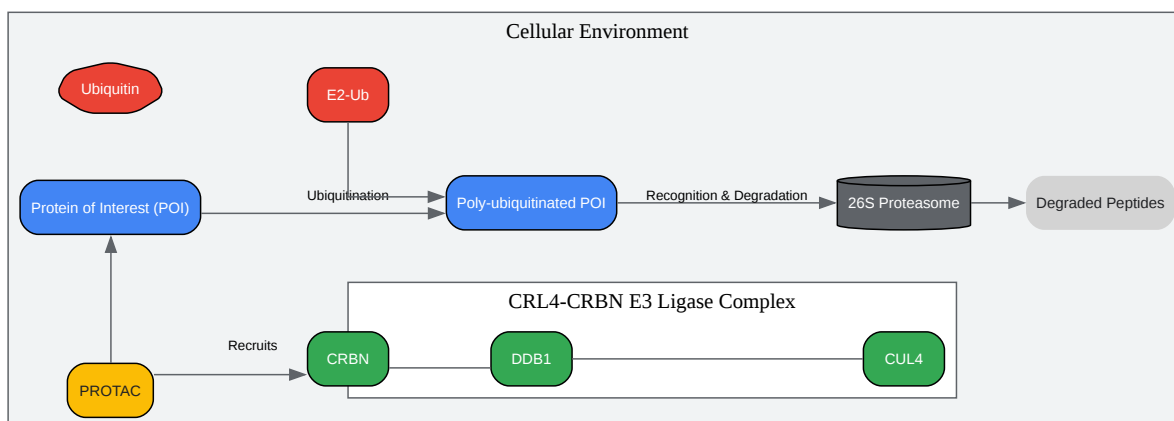 Cellular Environment
Ubiquitin
E2-Ub
Protein of Interest (POI)
Ubiquitination
Poly-ubiquitinated POI
Recognition & Degradation
26S Proteasome
Degraded Peptides
CRL4-CRBN E3 Ligase Complex
Recruits
CRBN
DDB1
CUL4
PROTAC